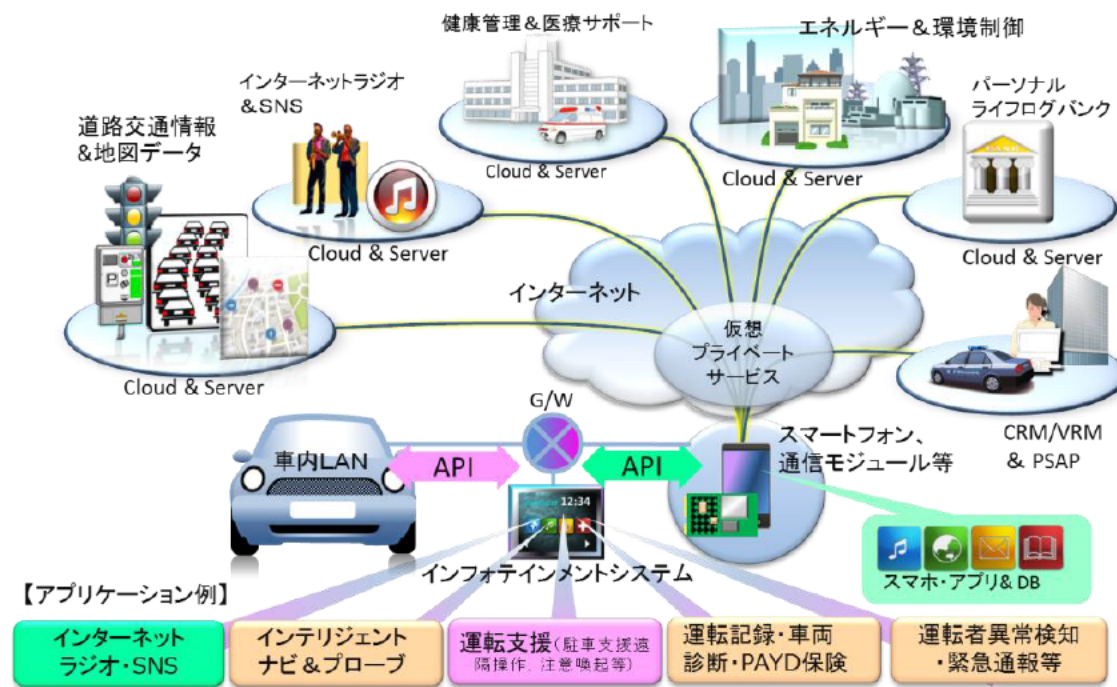 健康管理＆医療サポート
エネルギー＆環境制御
インターネットラジオ
＆SNS
パーソナル
ライフログバンク
道路交通情報
＆地図データ
BANK
P
Cloud & Server
Cloud & Server
Cloud & Server
Cloud & Server
Cloud & Server
インターネット
仮想
プライベート
サービス
G/W
CRM/VRM
& PSAP
スマートフォン、
通信モジュール等
車内LAN
API
API
12:34
インフォテインメントシステム
スマホ・アプリ& DB
【アプリケーション例】
インターネット
ラジオ・SNS
インテリジェント
ナビ＆プローブ
運転支援(駐車支援遠
隔操作、注意喚起等)
運転記録・車両
診断・PAYD保険
運転者異常検知
・緊急通報等